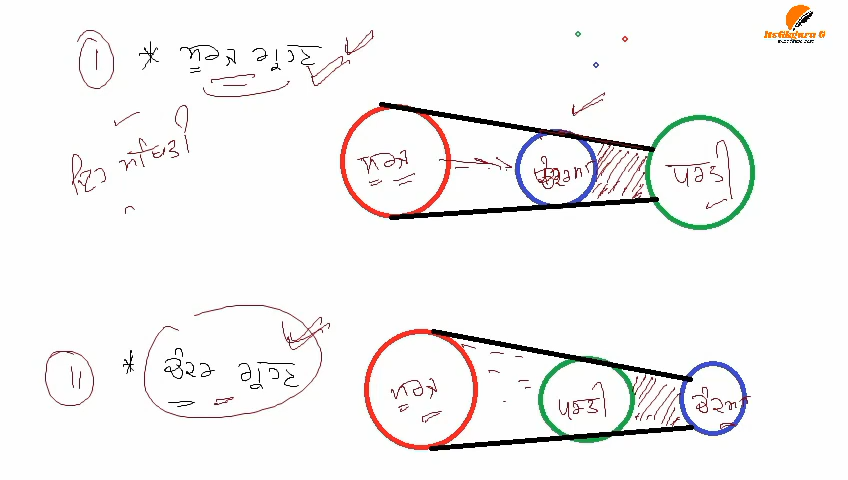 I * ਸੂਰਜ ਗ੍ਰਹਣ
ਸੂਰਜ ਚੰਦਰਮਾ ਧਰਤੀ
II * ਚੰਦਰ ਗ੍ਰਹਣ
ਸੂਰਜ ਧਰਤੀ ਚੰਦਰਮਾ